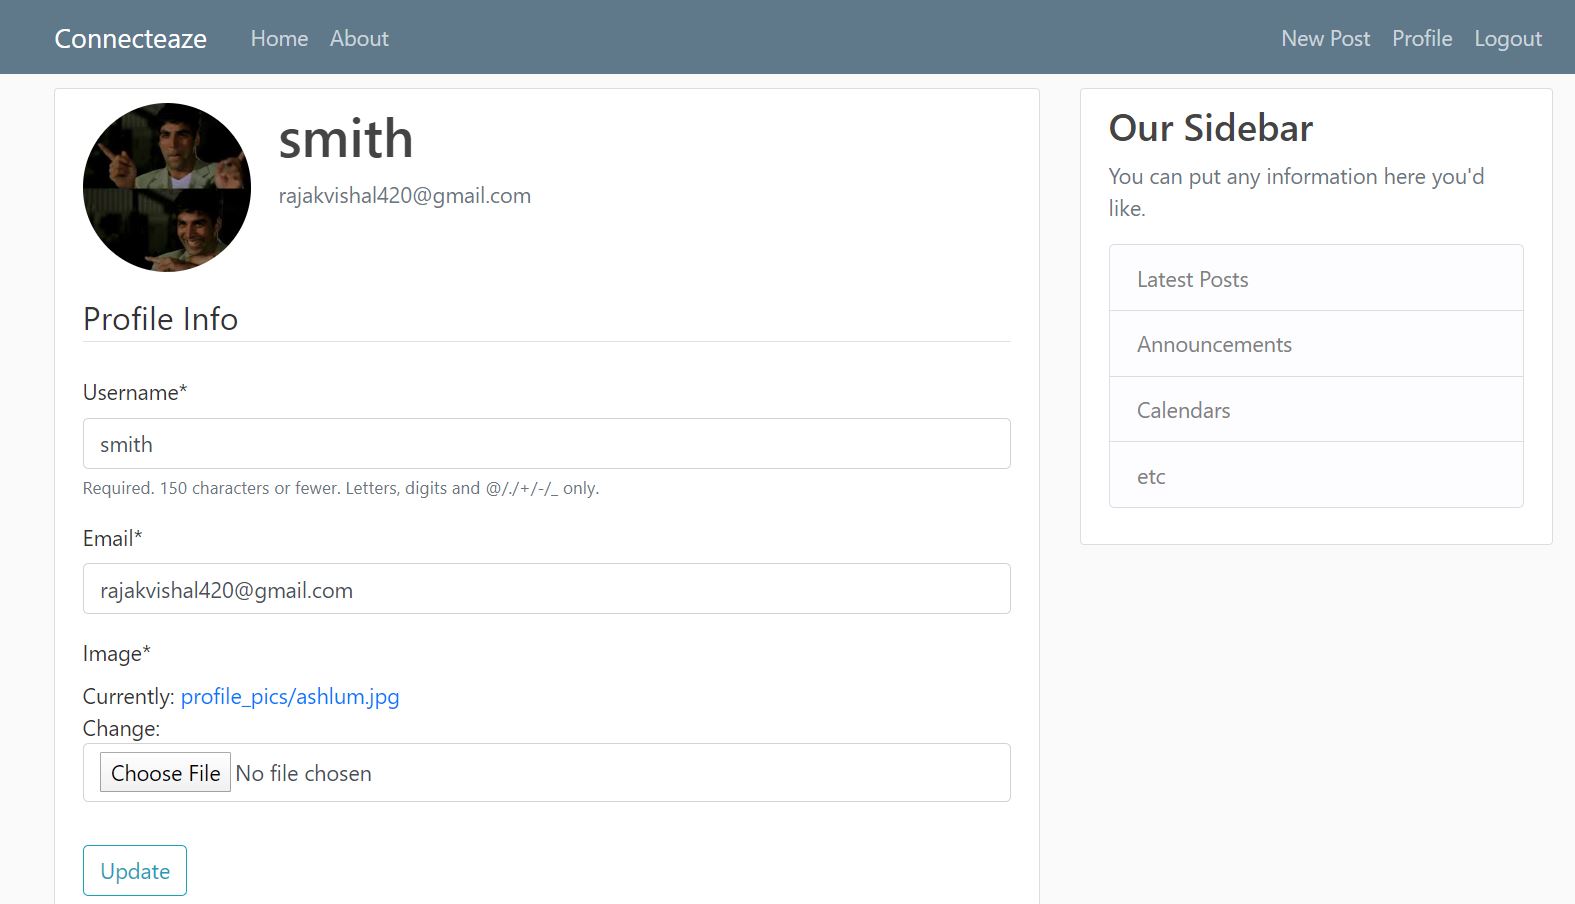 Connecteaze Home About New Post Profile Logout
smith
rajakvishal420@gmail.com
Profile Info
Username*
smith
Required. 150 characters or fewer. Letters, digits and @/./+/-/_ only.
Email*
rajakvishal420@gmail.com
Image*
Currently: profile_pics/ashlum.jpg
Change:
Choose File No file chosen
Update
Our Sidebar
You can put any information here you'd
like.
Latest Posts
Announcements
Calendars
etc